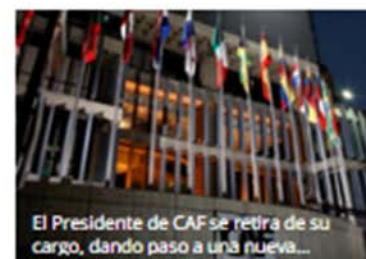 El Presidente de CAF se retira de su
cargo, dando paso a una nueva...